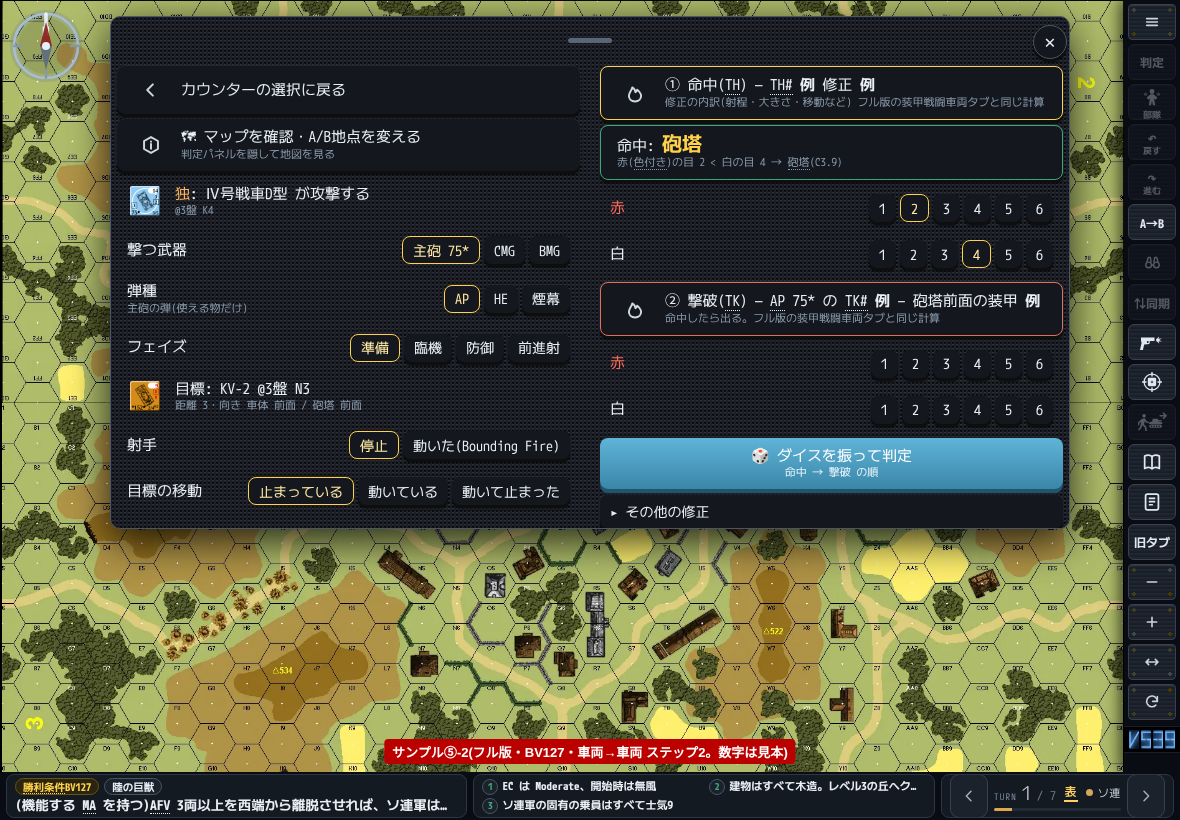 カウンターの選択に戻る
🗺 マップを確認・A/B地点を変える
判定パネルを隠して地図を見る
独: IV号戦車D型 が攻撃する
@3盤 K4
撃つ武器
主砲 75* CMG BMG
弾種
主砲の弾(使える物だけ)
AP HE 煙幕
フェイズ
準備 臨機 防御 前進射
目標: KV-2 @3盤 N3
距離 3・向き 車体 前面 / 砲塔 前面
射手
停止 動いた(Bounding Fire)
目標の移動
止まっている 動いている 動いて止まった
① 命中(TH) — TH# 例 修正 例
修正の内訳(射程・大きさ・移動など) フル版の装甲戦闘車両タブと同じ計算
命中: 砲塔
赤(色付き)の目 2 < 白の目 4 → 砲塔(C3.9)
赤 1 2 3 4 5 6
白 1 2 3 4 5 6
② 撃破(TK) — AP 75* の TK# 例 — 砲塔前面の装甲 例
命中したら出る。フル版の装甲戦闘車両タブと同じ計算
赤 1 2 3 4 5 6
白 1 2 3 4 5 6
🎲 ダイスを振って判定
命中 → 撃破 の順
▸ その他の修正
判定
部隊
戻す
進む
A→B
⇅同期
旧タブ
VS39
2
3
△534
△522
サンプル⑤-2(フル版・BV127・車両→車両 ステップ2。数字は見本)
勝利条件BV127 陸の巨獣
(機能する MA を持つ)AFV 3両以上を西端から離脱させれば、ソ連軍は…
1 EC は Moderate、開始時は無風
2 建物はすべて木造。レベル3の丘へク…
3 ソ連軍の固有の乗員はすべて士気9
TURN 1 / 7 表 ソ連